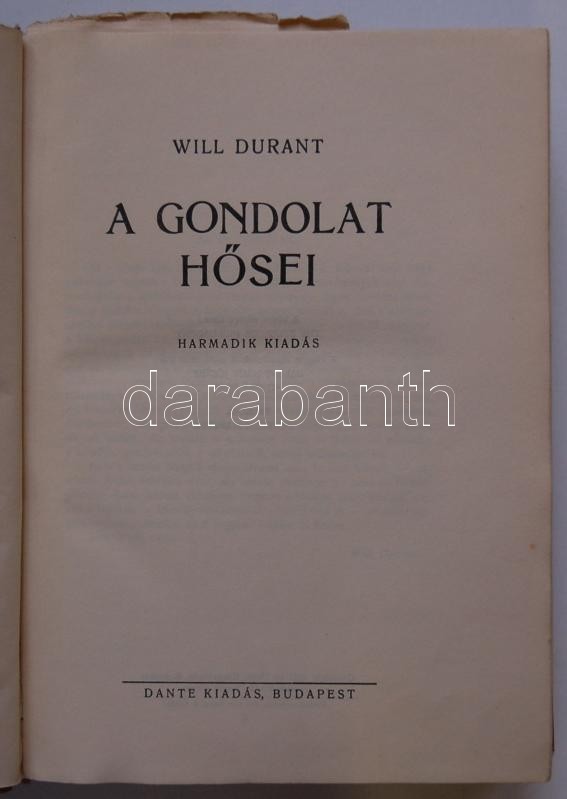 WILL DURANT
A GONDOLAT
HŐSEI
HARMADIK KIADÁS
darabanth
DANTE KIADÁS, BUDAPEST